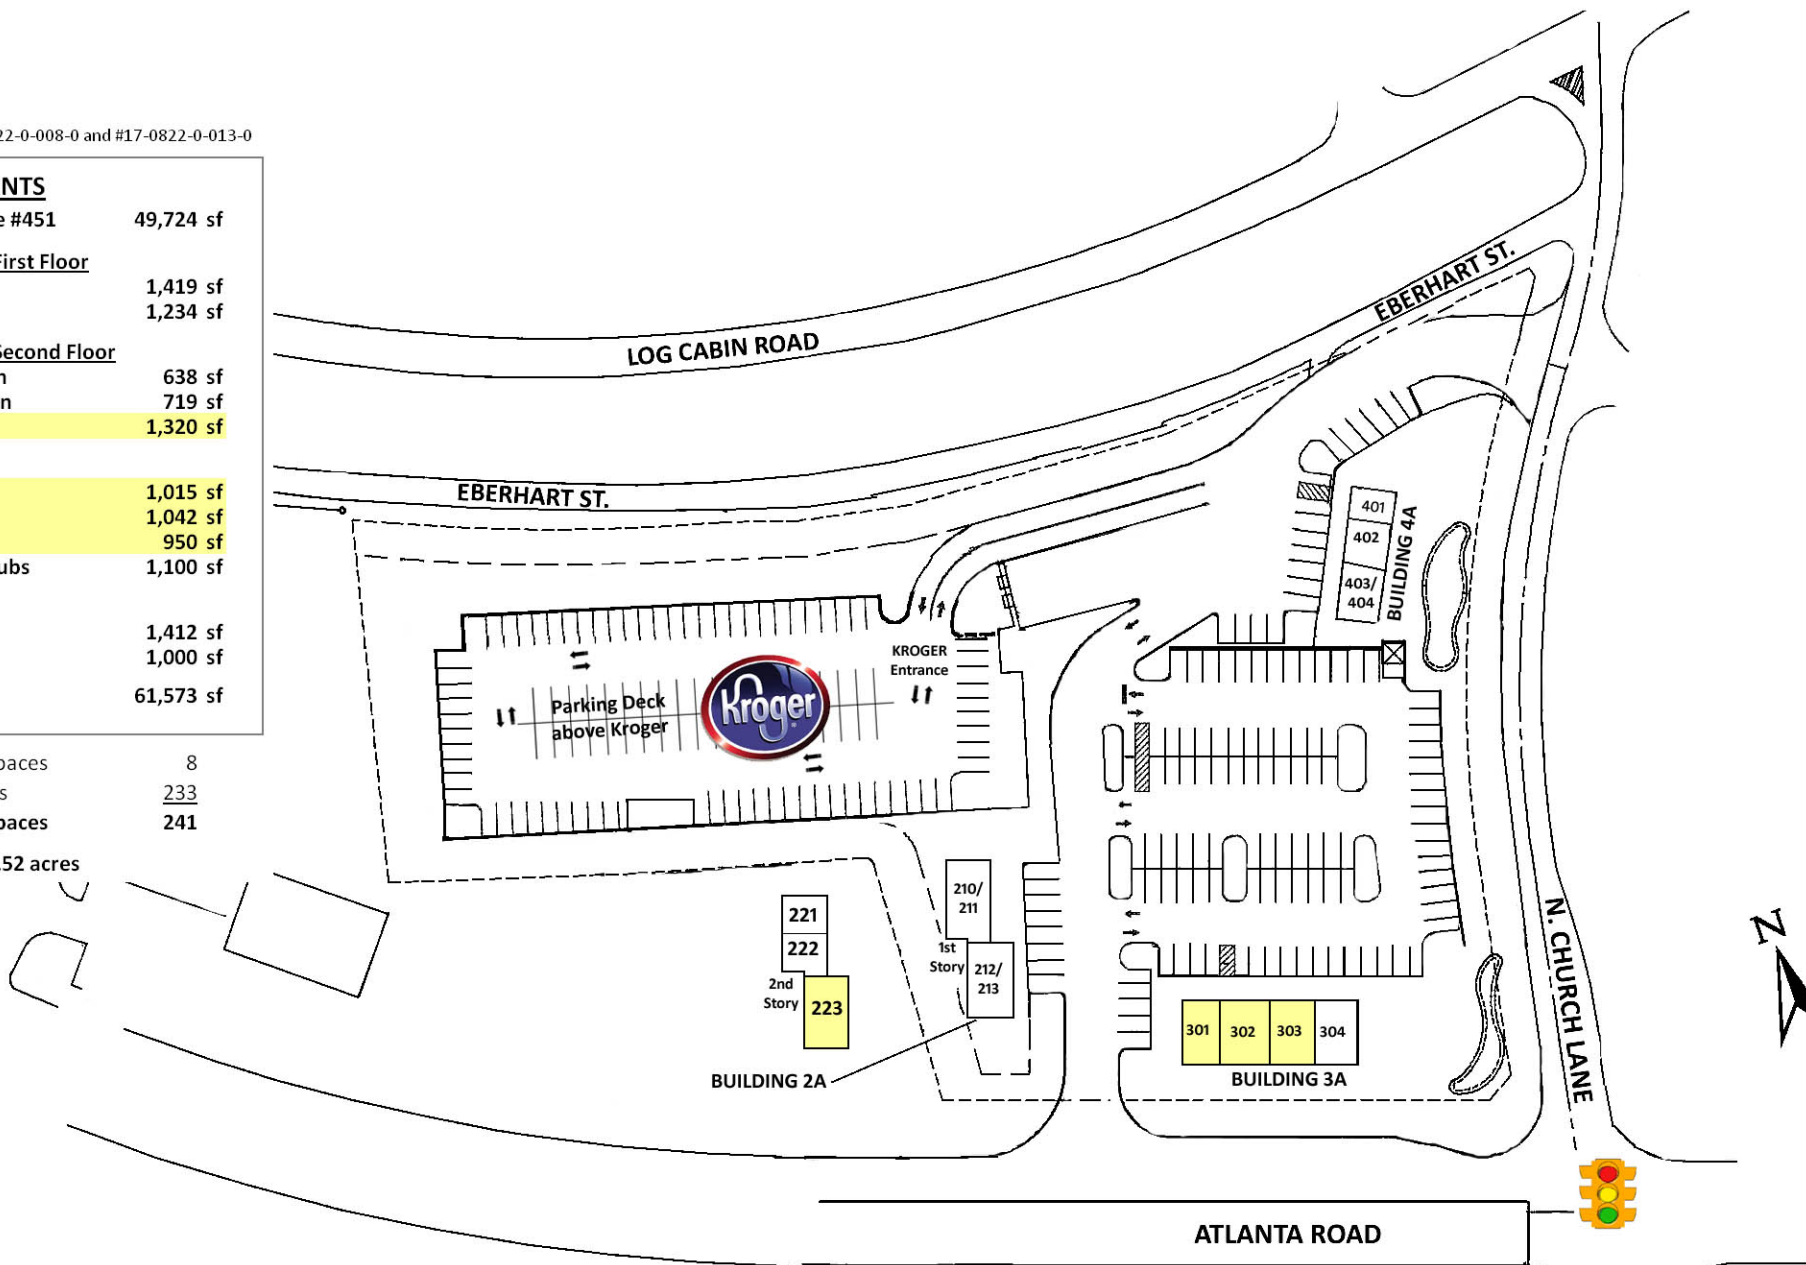 22-0-008-0 and #17-0822-0-013-0
NTS
e #451 49,724 sf
First Floor
1,419 sf
1,234 sf
Second Floor
n 638 sf
n 719 sf
1,320 sf
1,015 sf
1,042 sf
950 sf
ubs 1,100 sf
1,412 sf
1,000 sf
61,573 sf
paces 8
s 233
paces 241
.52 acres
LOG CABIN ROAD
EBERHART ST.
EBERHART ST.
401
402
403/
404
BUILDING 4A
KROGER
Entrance
Parking Deck
above Kroger
Kroger
210/
211
1st
Story
212/
213
221
222
2nd
Story
223
BUILDING 2A
301
302
303
304
BUILDING 3A
N. CHURCH LANE
N
ATLANTA ROAD